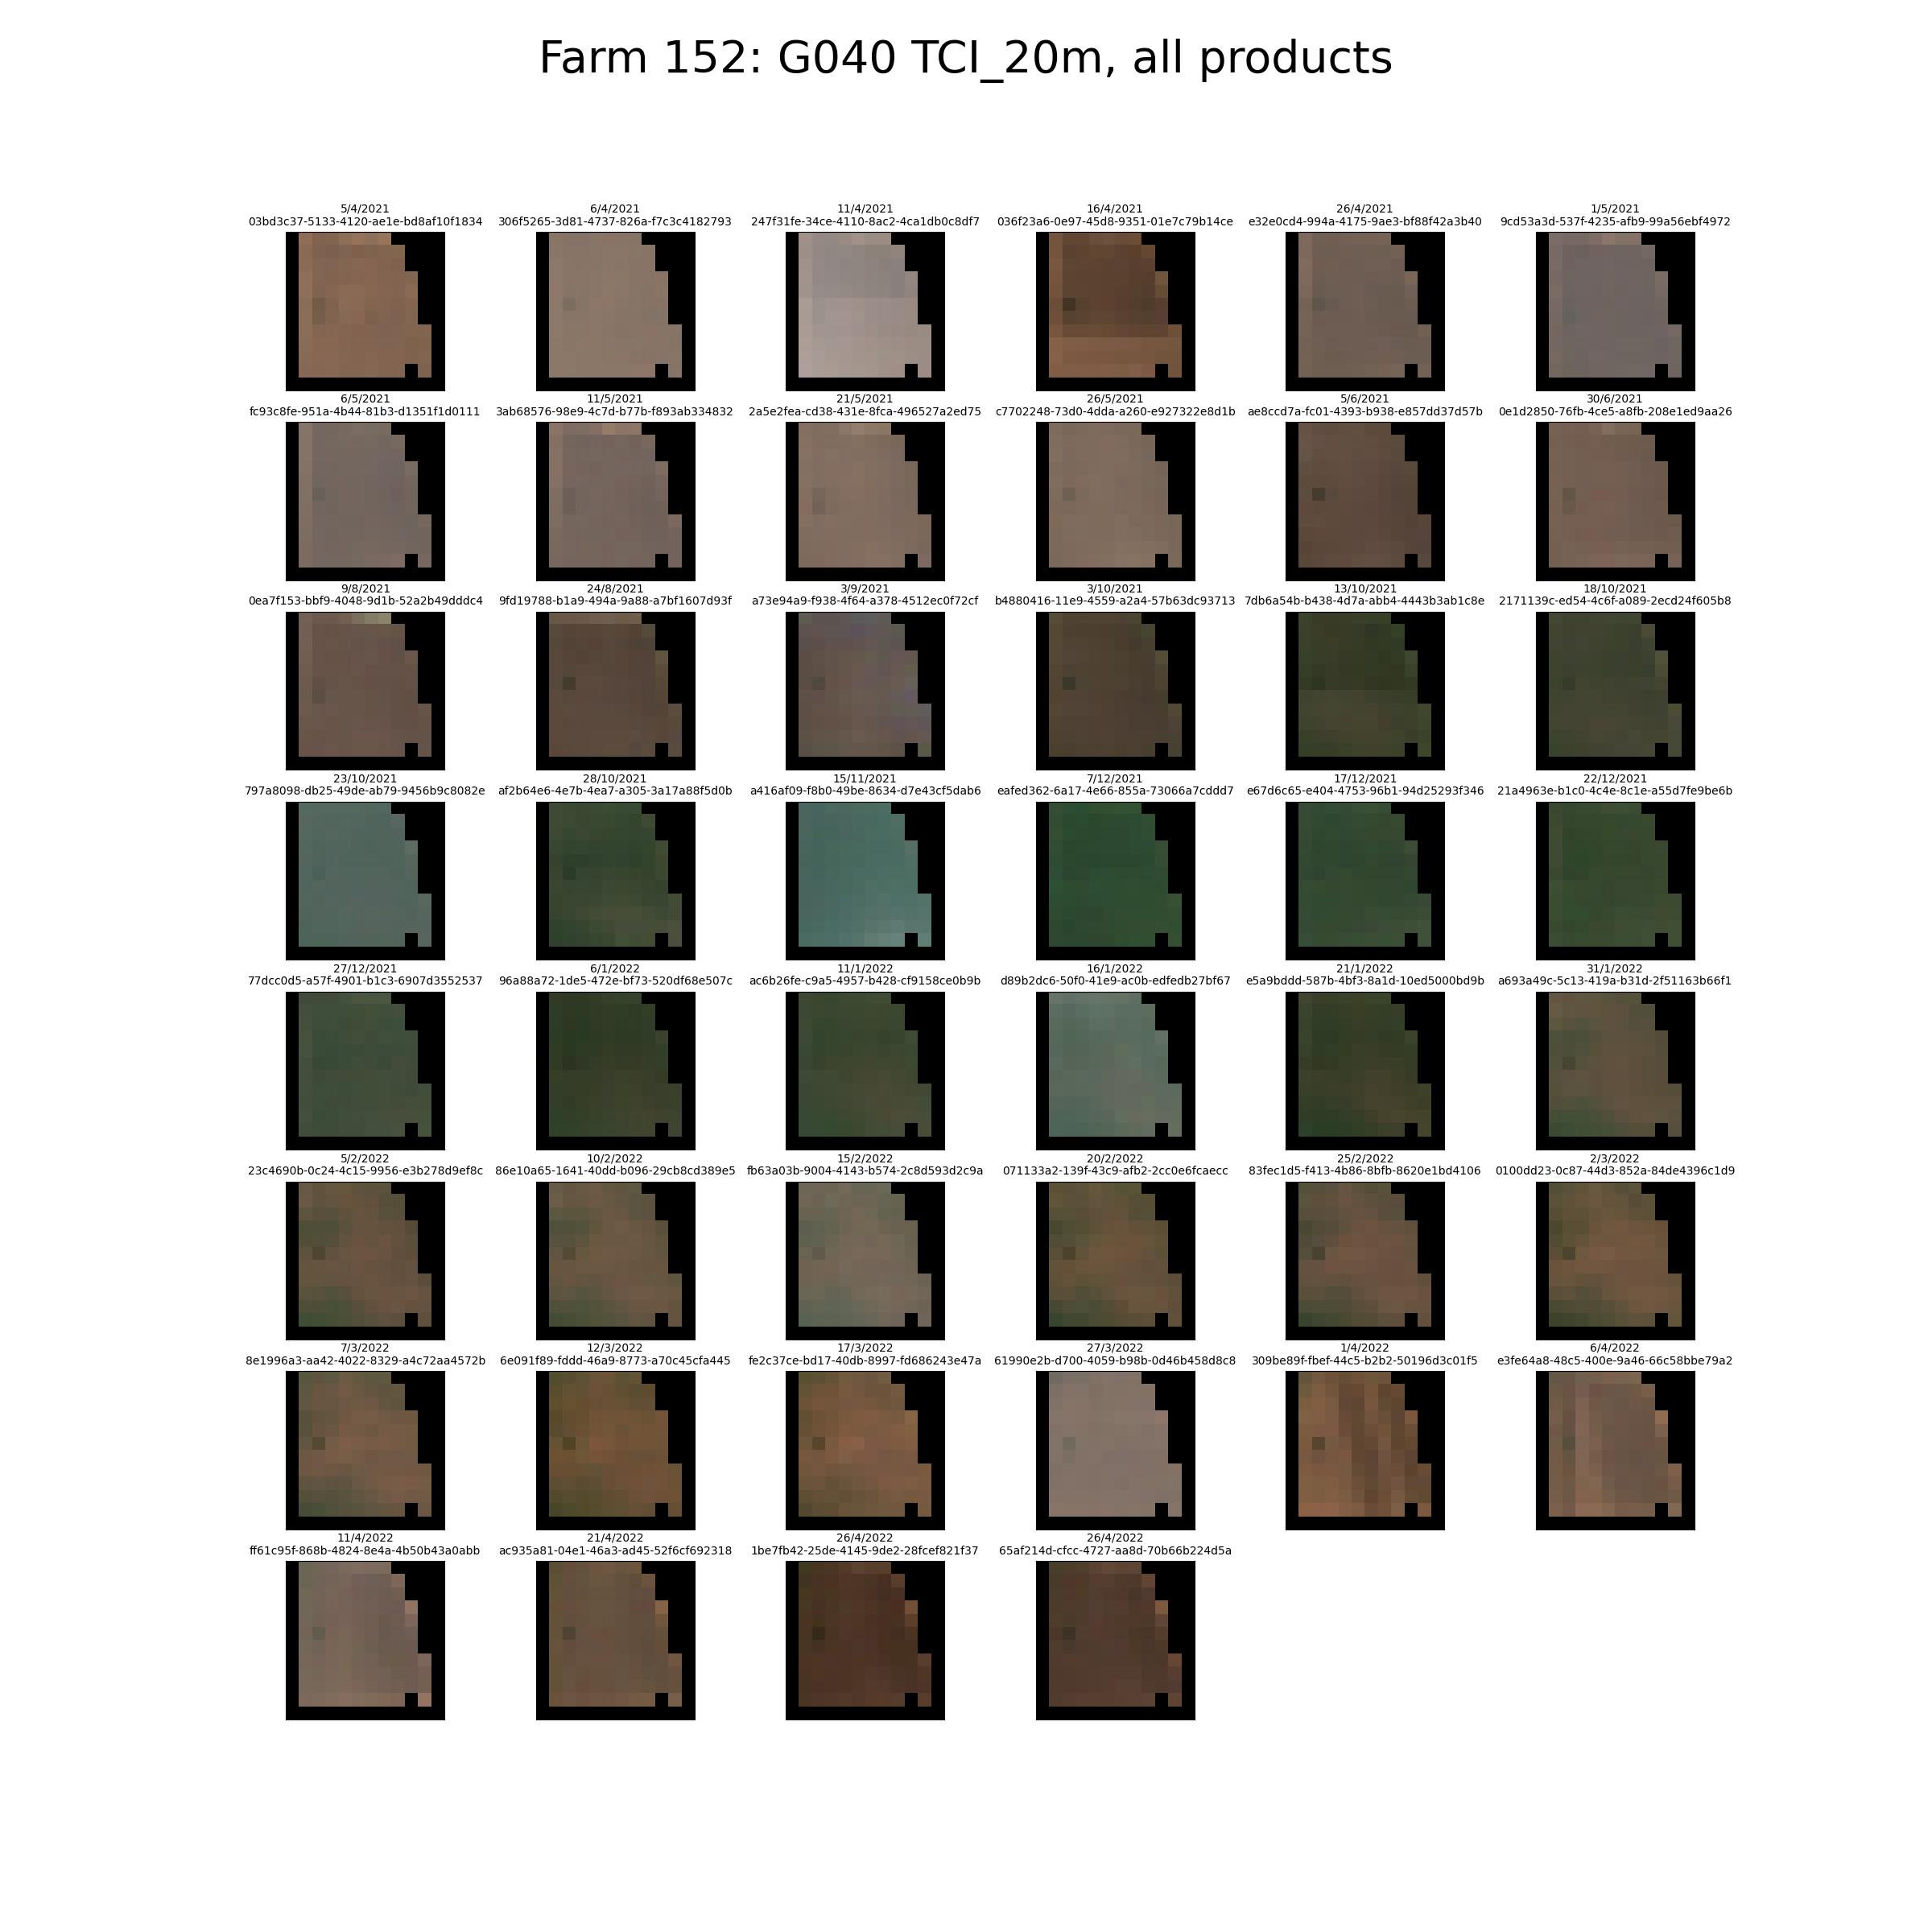 Farm 152: G040 TCI_20m, all products
5/4/2021 6/4/2021 11/4/2021 16/4/2021 26/4/2021 1/5/2021
03bd3c37-5133-4120-ae1e-bd8af10f1834 306f5265-3d81-4737-826a-f7c3c4182793 247f31fe-34ce-4110-8ac2-4ca1db0c8df7 036f23a6-0e97-45d8-9351-01e7c79b14ce e32e0cd4-994a-4175-9ae3-bf88f42a3b40 9cd53a3d-537f-4235-afb9-99a56ebf4972
6/5/2021 11/5/2021 21/5/2021 26/5/2021 5/6/2021 30/6/2021
fc93c8fe-951a-4b44-81b3-d1351f1d0111 3ab68576-98e9-4c7d-b77b-f893ab334832 2a5e2fea-cd38-431e-8fca-496527a2ed75 c7702248-73d0-4dda-a260-e927322e8d1b ae8ccd7a-fc01-4393-b938-e857dd37d57b 0e1d2850-76fb-4ce5-a8fb-208e1ed9aa26
9/8/2021 24/8/2021 3/9/2021 3/10/2021 13/10/2021 18/10/2021
0ea7f153-bbf9-4048-9d1b-52a2b49dddc4 9fd19788-b1a9-494a-9a88-a7bf1607d93f a73e94a9-f938-4f64-a378-4512ec0f72cf b4880416-11e9-4559-a2a4-57b63dc93713 7db6a54b-b438-4d7a-abb4-4443b3ab1c8e 2171139c-ed54-4c6f-a089-2ecd24f605b8
23/10/2021 28/10/2021 15/11/2021 7/12/2021 17/12/2021 22/12/2021
797a8098-db25-49de-ab79-9456b9c8082e af2b64e6-4e7b-4ea7-a305-3a17a88f5d0b a416af09-f8b0-49be-8634-d7e43cf5dab6 eafed362-6a17-4e66-855a-73066a7cddd7 e67d6c65-e404-4753-96b1-94d25293f346 21a4963e-b1c0-4c4e-8c1e-a55d7fe9be6b
27/12/2021 6/1/2022 11/1/2022 16/1/2022 21/1/2022 31/1/2022
77dcc0d5-a57f-4901-b1c3-6907d3552537 96a88a72-1de5-472e-bf73-520df68e507c ac6b26fe-c9a5-4957-b428-cf9158ce0b9b d89b2dc6-50f0-41e9-ac0b-edfedb27bf67 e5a9bddd-587b-4bf3-8a1d-10ed5000bd9b a693a49c-5c13-419a-b31d-2f51163b66f1
5/2/2022 10/2/2022 15/2/2022 20/2/2022 25/2/2022 2/3/2022
23c4690b-0c24-4c15-9956-e3b278d9ef8c 86e10a65-1641-40dd-b096-29cb8cd389e5 fb63a03b-9004-4143-b574-2c8d593d2c9a 071133a2-139f-43c9-afb2-2cc0e6fcaecc 83fec1d5-f413-4b86-8bfb-8620e1bd4106 0100dd23-0c87-44d3-852a-84de4396c1d9
7/3/2022 12/3/2022 17/3/2022 27/3/2022 1/4/2022 6/4/2022
8e1996a3-aa42-4022-8329-a4c72aa4572b 6e091f89-fddd-46a9-8773-a70c45cfa445 fe2c37ce-bd17-40db-8997-fd686243e47a 61990e2b-d700-4059-b98b-0d46b458d8c8 309be89f-fbef-44c5-b2b2-50196d3c01f5 e3fe64a8-48c5-400e-9a46-66c58bbe79a2
11/4/2022 21/4/2022 26/4/2022 26/4/2022
ff61c95f-868b-4824-8e4a-4b50b43a0abb ac935a81-04e1-46a3-ad45-52f6cf692318 1be7fb42-25de-4145-9de2-28fcef821f37 65af214d-cfcc-4727-aa8d-70b66b224d5a